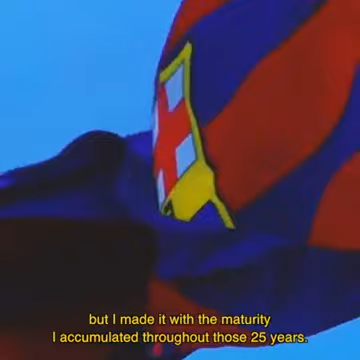 but I made it with the maturity
I accumulated throughout those 25 years.